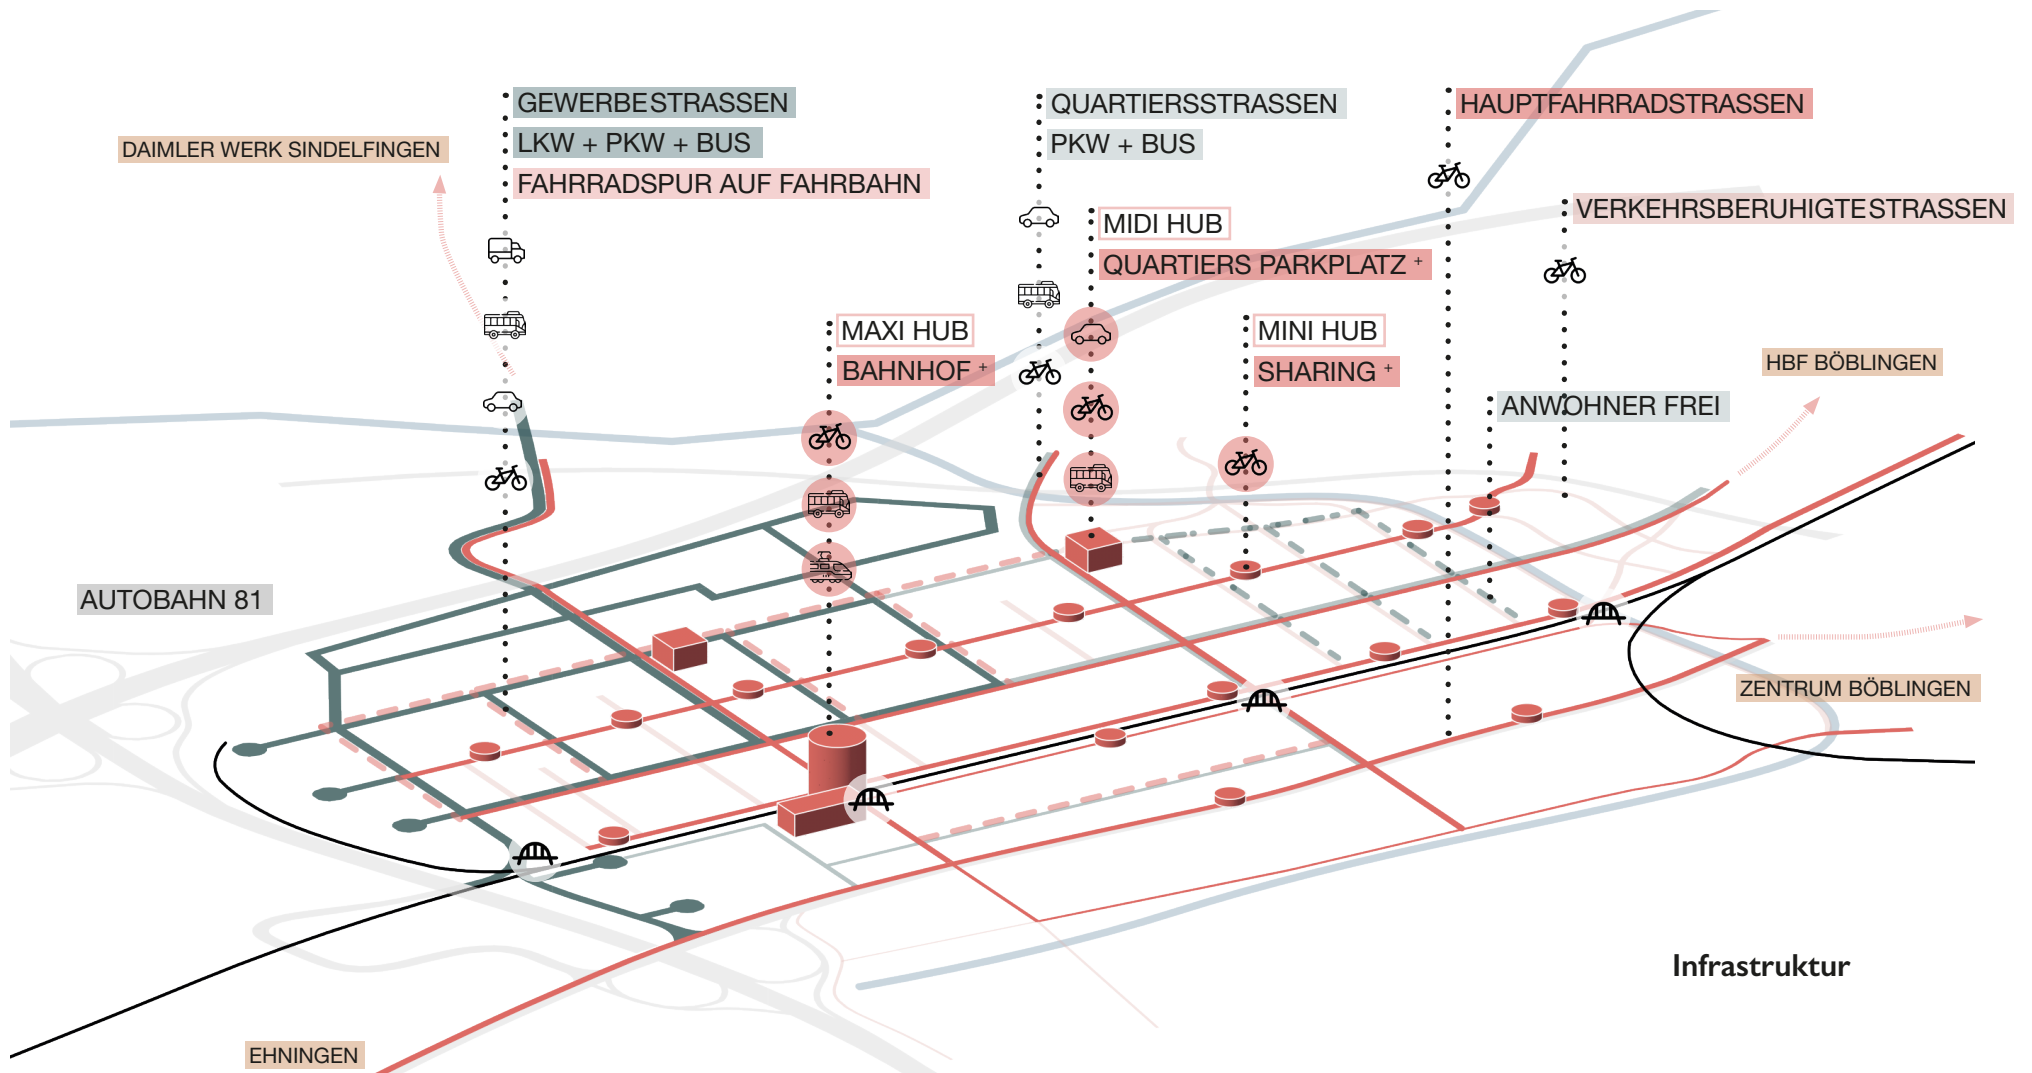 GEWERBESTRASSEN
LKW + PKW + BUS
FAHRRADSPUR AUF FAHRBAHN
DAIMLER WERK SINDELFINGEN
QUARTIERSSTRASSEN
PKW + BUS
HAUPTFAHRRADSTRASSEN
MIDI HUB
QUARTIERS PARKPLATZ +
VERKEHRSBERUHIGTESTRASSEN
MAXI HUB
BAHNHOF +
MINI HUB
SHARING +
HBF BÖBLINGEN
ANWOHNER FREI
AUTOBAHN 81
ZENTRUM BÖBLINGEN
Infrastruktur
EHNINGEN